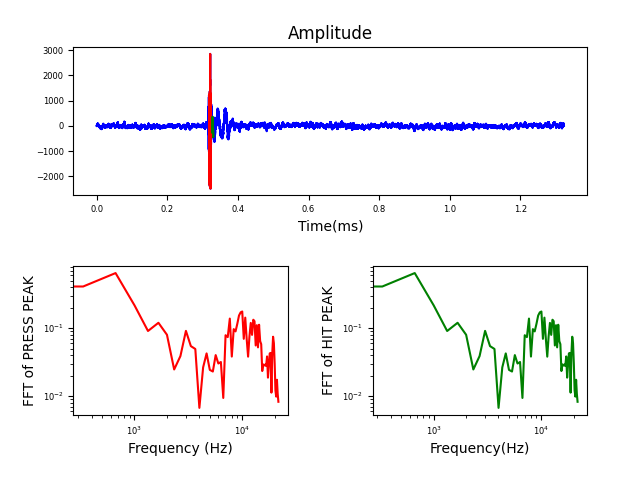 Amplitude
3000
2000
1000
0
−1000
−2000
0.0 0.2 0.4 0.6 0.8 1.0 1.2
Time(ms)
FFT of PRESS PEAK
10⁻¹
10⁻²
10³ 10⁴
Frequency (Hz)
FFT of HIT PEAK
10⁻¹
10⁻²
10³ 10⁴
Frequency(Hz)